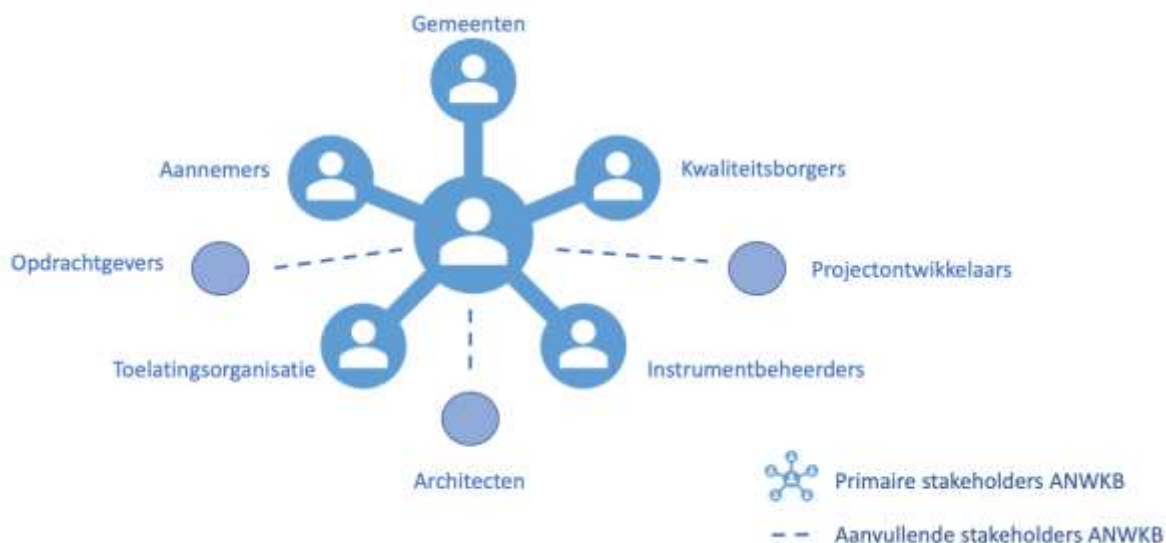 Gemeenten
Aannemers
Kwaliteitsborgers
Opdrachtgevers
Projectontwikkelaars
Toelatingsorganisatie
Instrumentbeheerders
Architecten
Primaire stakeholders ANWKB
Aanvullende stakeholders ANWKB